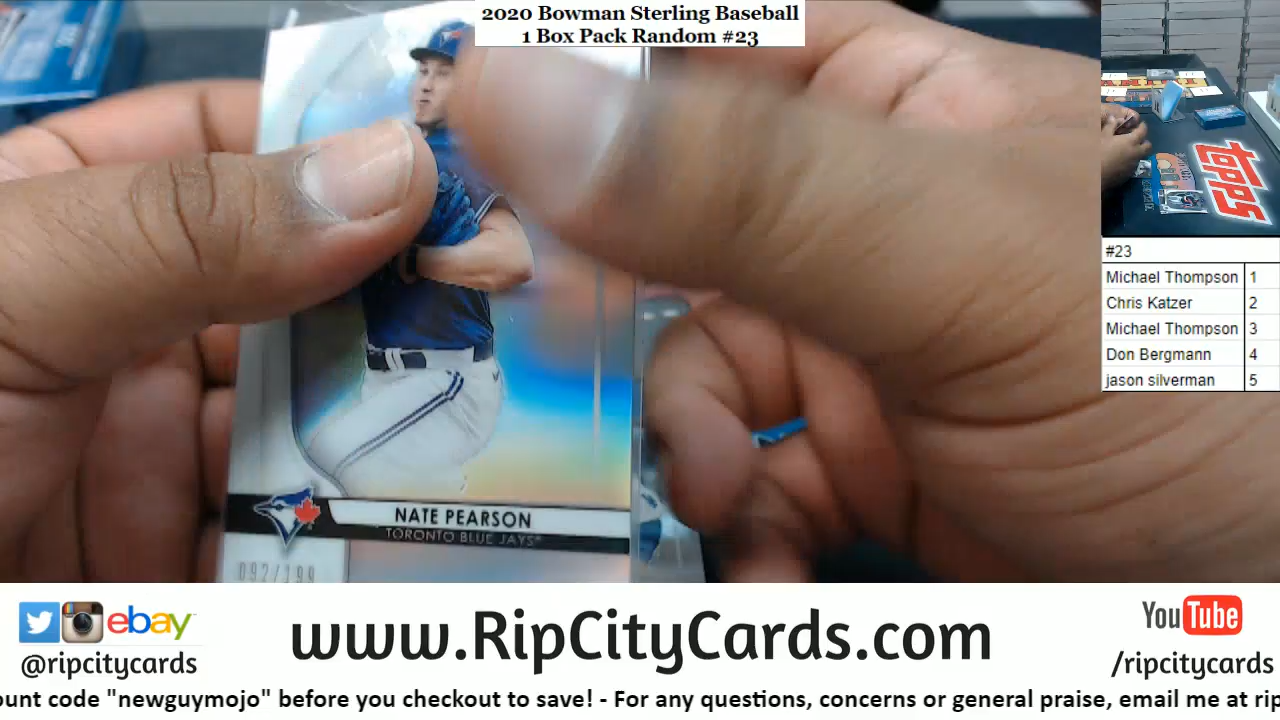 2020 Bowman Sterling Baseball
1 Box Pack Random #23
NATE PEARSON
TORONTO BLUE JAYS
092/199
topps
#23
Michael Thompson 1
Chris Katzer 2
Michael Thompson 3
Don Bergmann 4
jason silverman 5
ebay
@ripcitycards
www.RipCityCards.com
YouTube
/ripcitycards
ount code "newguymojo" before you checkout to save! - For any questions, concerns or general praise, email me at rip